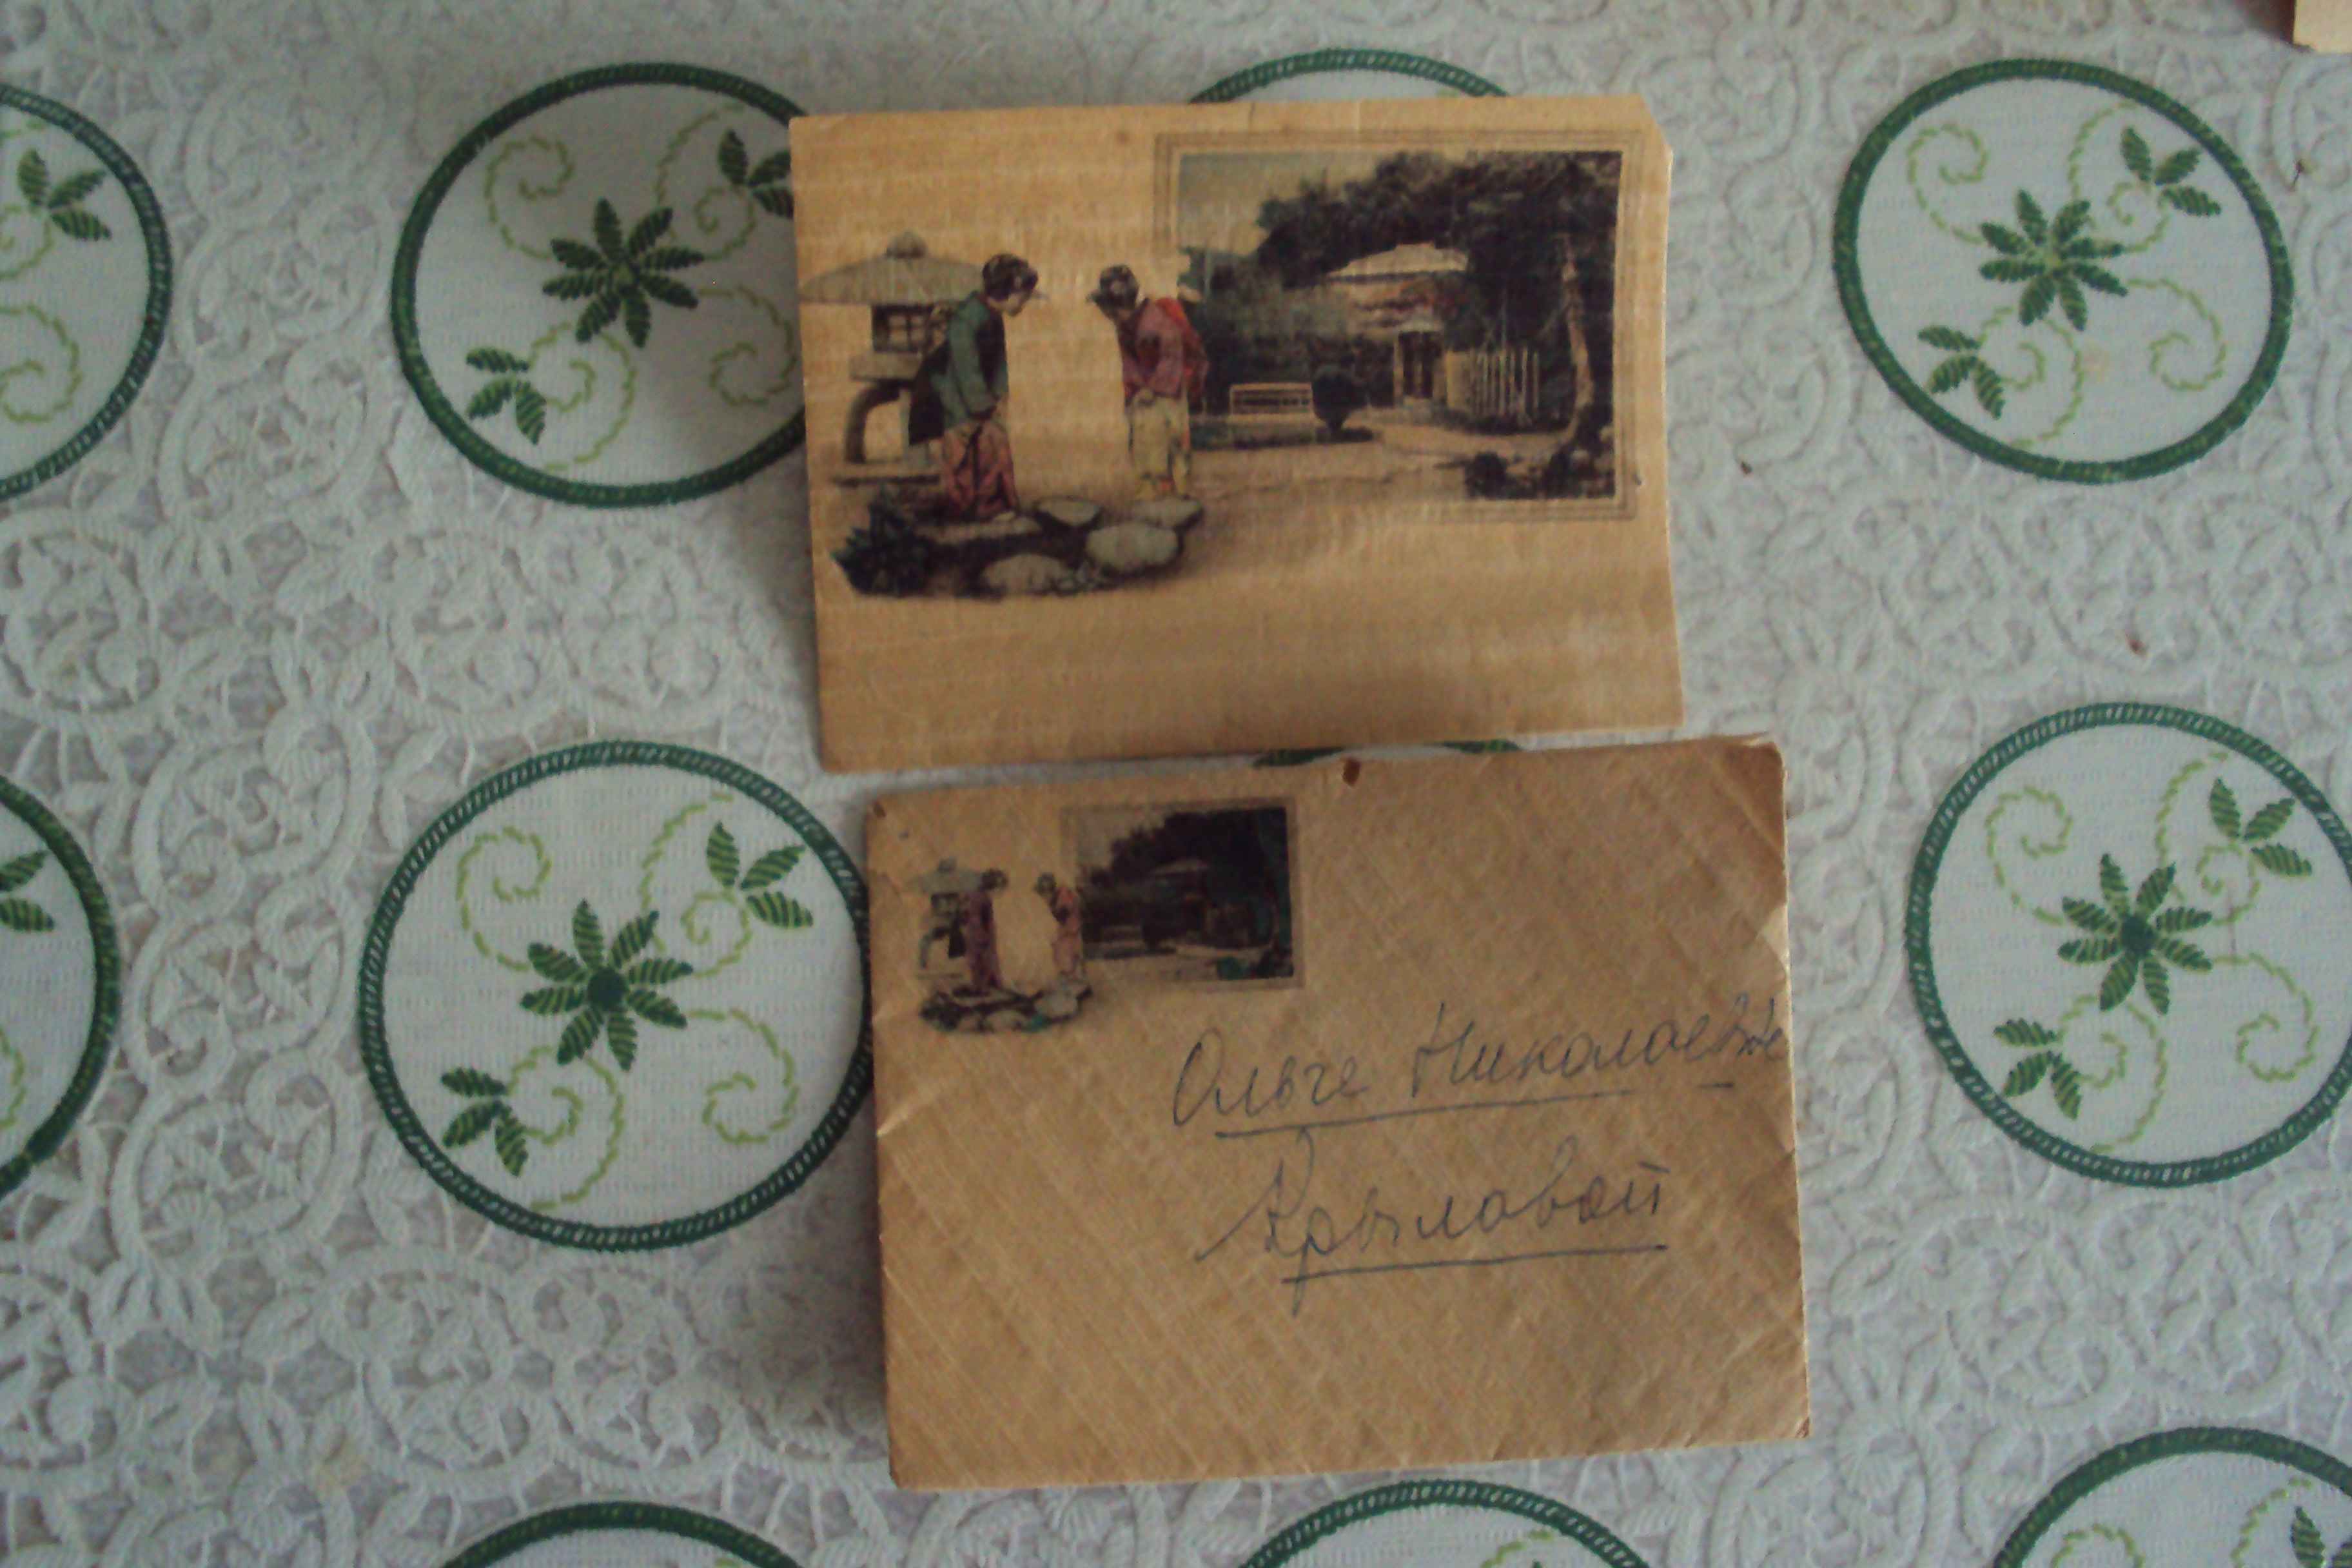 Ольге Николаевне
Крыловой